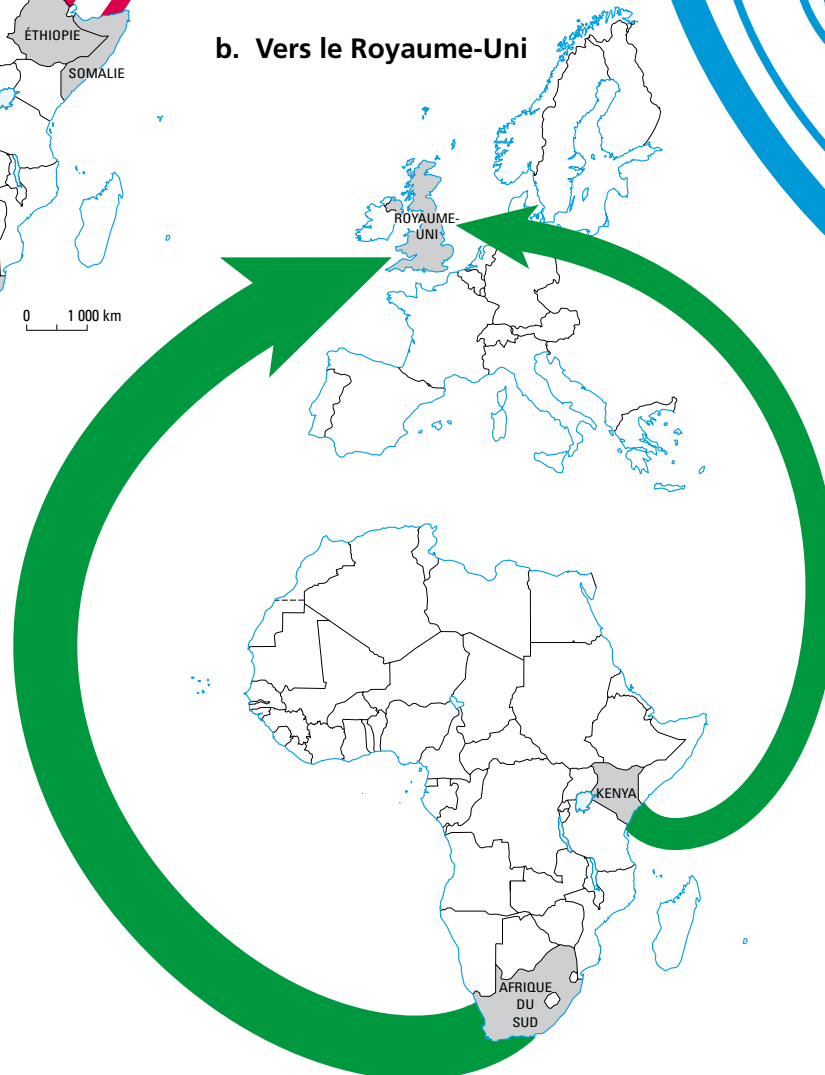 ÉTHIOPIE
SOMALIE
b. Vers le Royaume-Uni
ROYAUME-
UNI
0 1 000 km
KENYA
AFRIQUE
DU
SUD